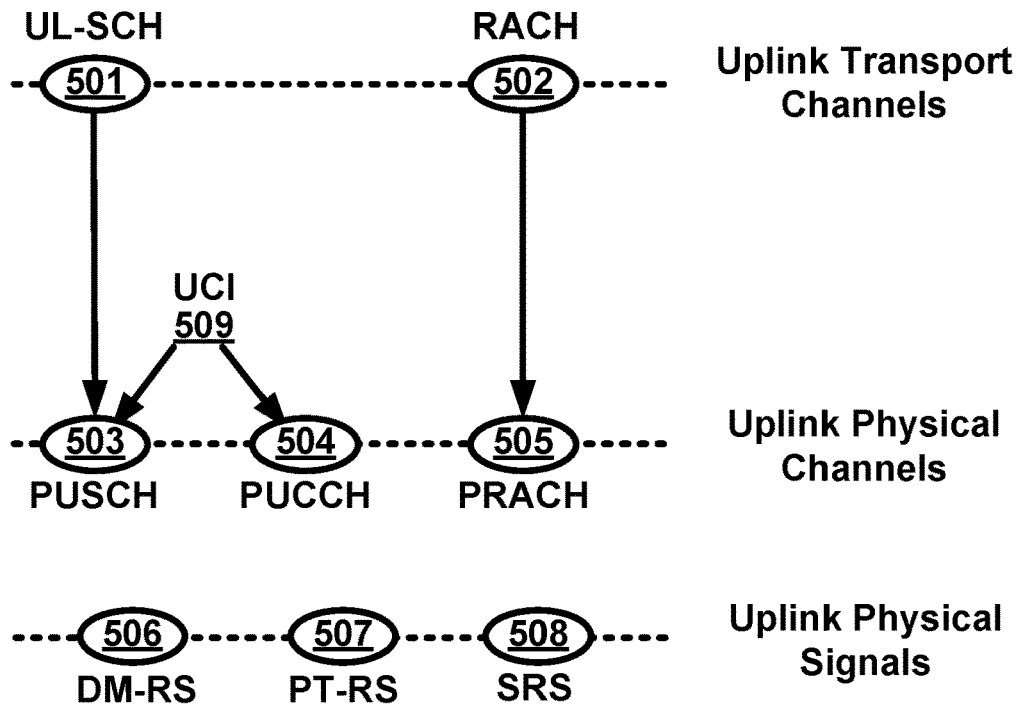 UL-SCH
RACH
501
502
Uplink Transport
Channels
UCI
509
503
504
505
Uplink Physical
Channels
PUSCH
PUCCH
PRACH
506
507
508
Uplink Physical
Signals
DM-RS
PT-RS
SRS